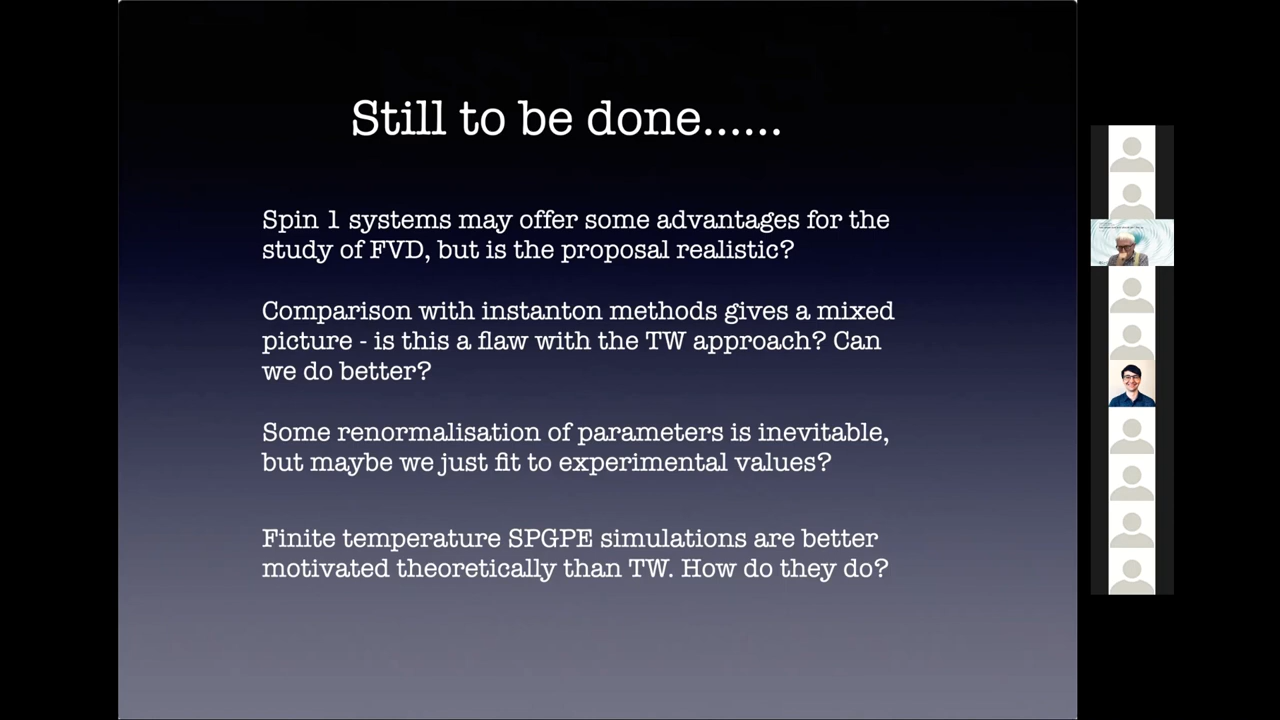 Still to be done......
Spin 1 systems may offer some advantages for the
study of FVD, but is the proposal realistic?
Comparison with instanton methods gives a mixed
picture - is this a flaw with the TW approach? Can
we do better?
Some renormalisation of parameters is inevitable,
but maybe we just fit to experimental values?
Finite temperature SPGPE simulations are better
motivated theoretically than TW. How do they do?